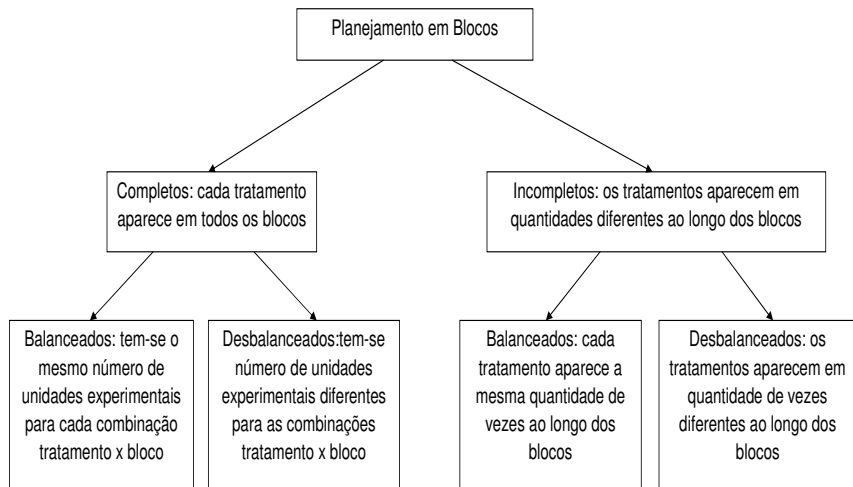 Planejamento em Blocos
Completos: cada tratamento
aparece em todos os blocos
Incompletos: os tratamentos aparecem em
quantidades diferentes ao longo dos blocos
Balanceados: tem-se o
mesmo número de
unidades experimentais
para cada combinação
tratamento x bloco
Desbalanceados:tem-se
número de unidades
experimentais diferentes
para as combinações
tratamento x bloco
Balanceados: cada
tratamento aparece a
mesma quantidade de
vezes ao longo dos
blocos
Desbalanceados: os
tratamentos aparecem em
quantidade de vezes
diferentes ao longo dos
blocos